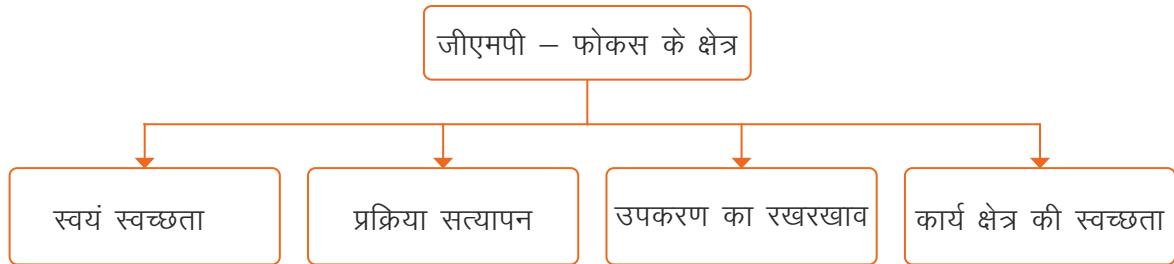 जीएमपी – फोकस के क्षेत्र
स्वयं स्वच्छता
प्रक्रिया सत्यापन
उपकरण का रखरखाव
कार्य क्षेत्र की स्वच्छता